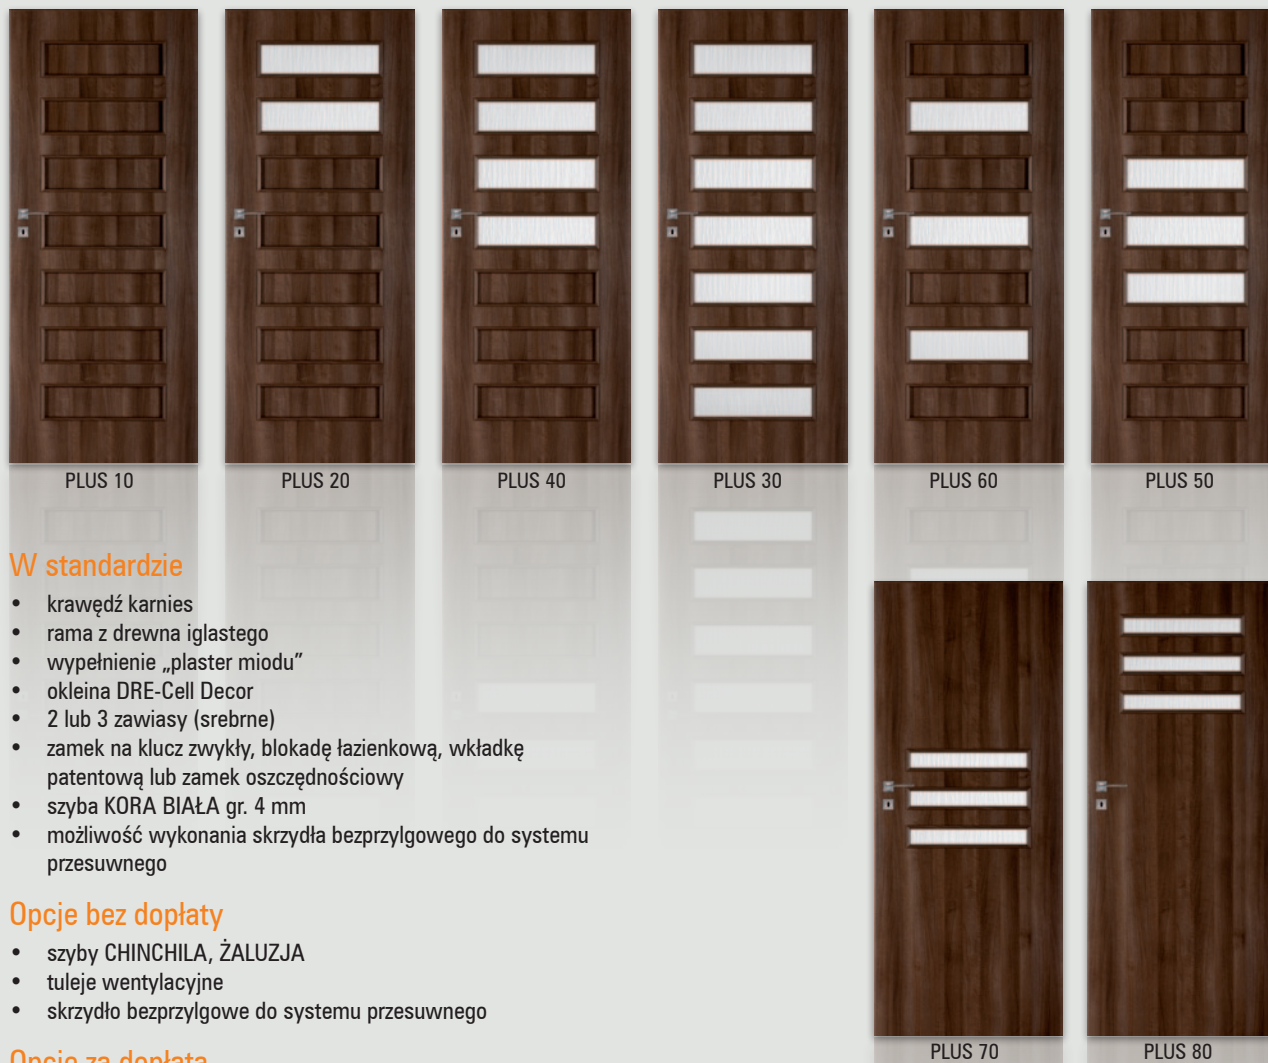 PLUS 10
PLUS 20
PLUS 40
PLUS 30
PLUS 60
PLUS 50
W standardzie
• krawędź karnies
• rama z drewna iglastego
• wypełnienie „plaster miodu”
• okleina DRE-Cell Decor
• 2 lub 3 zawiasy (srebrne)
• zamek na klucz zwykły, blokadę łazienkową, wkładkę
patentową lub zamek oszczędnościowy
• szyba KORA BIAŁA gr. 4 mm
• możliwość wykonania skrzydła bezprzylgowego do systemu
przesuwnego
Opcje bez dopłaty
• szyby CHINCHILA, ŻALUZJA
• tuleje wentylacyjne
• skrzydło bezprzylgowe do systemu przesuwnego
Opcje za dopłatą
PLUS 70
PLUS 80